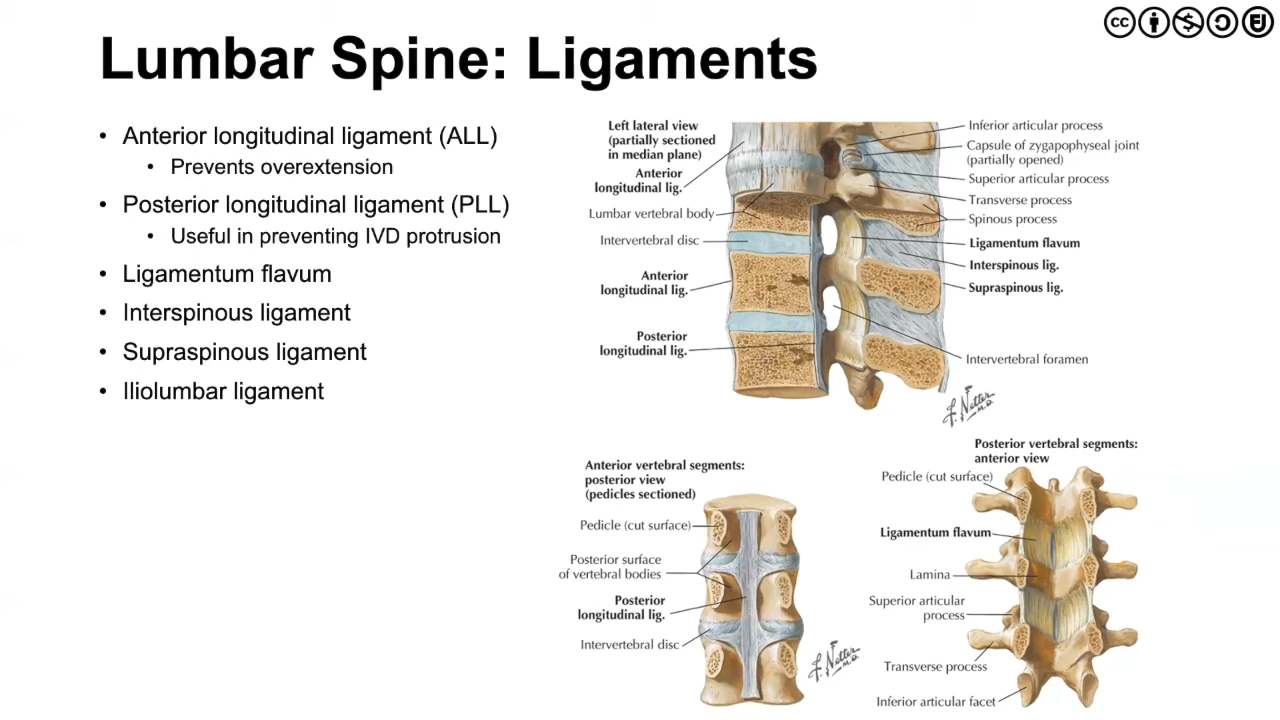 Lumbar Spine: Ligaments
• Anterior longitudinal ligament (ALL)
• Prevents overextension
• Posterior longitudinal ligament (PLL)
• Useful in preventing IVD protrusion
• Ligamentum flavum
• Interspinous ligament
• Supraspinous ligament
• Iliolumbar ligament
Left lateral view
(partially sectioned
in median plane)
Anterior
longitudinal lig.
Lumbar vertebral body
Intervertebral disc
Anterior
longitudinal lig.
Posterior
longitudinal lig.
Inferior articular process
Capsule of zygapophyseal joint
(partially opened)
Superior articular process
Transverse process
Spinous process
Ligamentum flavum
Interspinous lig.
Supraspinous lig.
Intervertebral foramen
F. Netter
M.D.
Anterior vertebral segments:
posterior view
(pedicles sectioned)
Pedicle (cut surface)
Posterior surface
of vertebral bodies
Posterior
longitudinal lig.
Intervertebral disc
F. Netter
M.D.
Posterior vertebral segments:
anterior view
Pedicle (cut surface)
Ligamentum flavum
Lamina
Superior articular
process
Transverse process
Inferior articular facet
cc